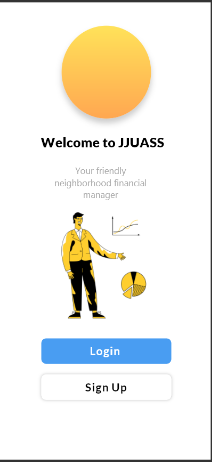 Welcome to JJUASS
Your friendly
neighborhood financial
manager
Login
Sign Up